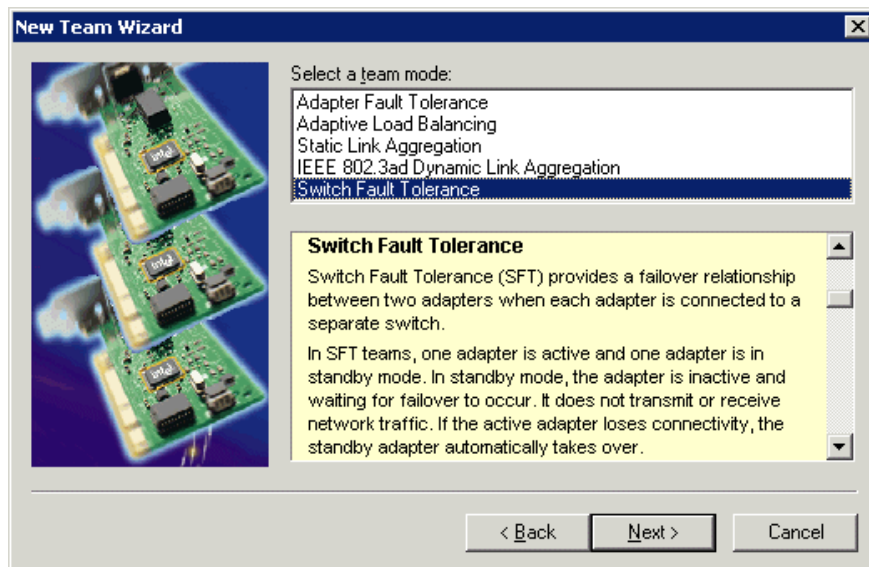 New Team Wizard
Select a team mode:
Adapter Fault Tolerance
Adaptive Load Balancing
Static Link Aggregation
IEEE 802.3ad Dynamic Link Aggregation
Switch Fault Tolerance
Switch Fault Tolerance
Switch Fault Tolerance (SFT) provides a failover relationship
between two adapters when each adapter is connected to a
separate switch.
In SFT teams, one adapter is active and one adapter is in
standby mode. In standby mode, the adapter is inactive and
waiting for failover to occur. It does not transmit or receive
network traffic. If the active adapter loses connectivity, the
standby adapter automatically takes over.
intel
intel
intel
< Back
Next >
Cancel